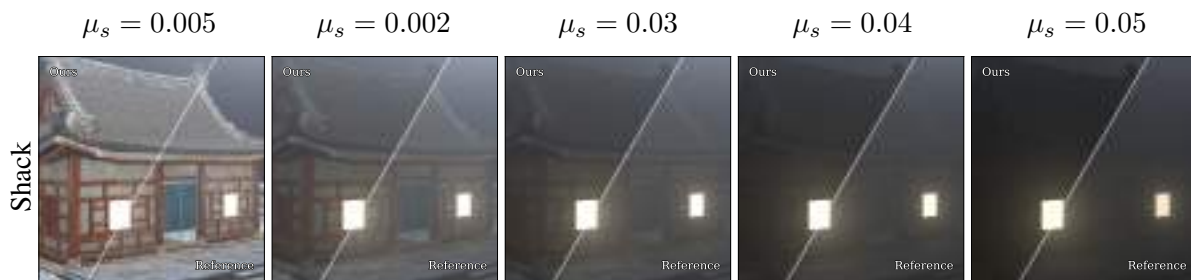 μₛ = 0.005 μₛ = 0.002 μₛ = 0.03 μₛ = 0.04 μₛ = 0.05
Shack
Ours Ours Ours Ours Ours
Reference Reference Reference Reference Reference